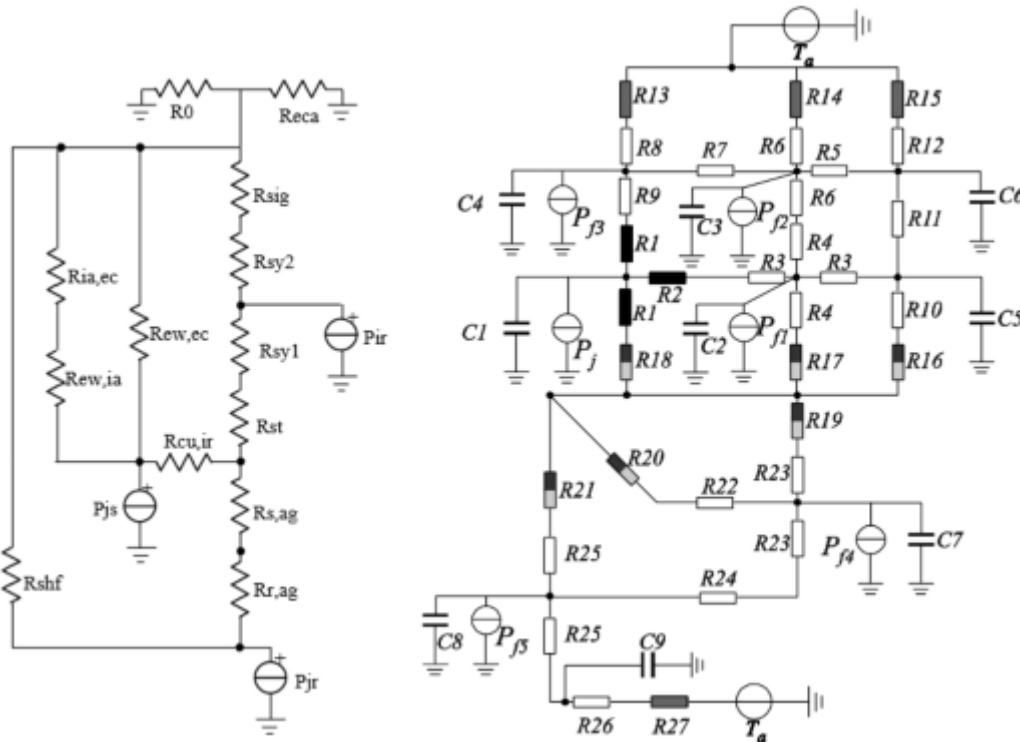 R0
Reca
Rsig
Rsy2
Ria,ec
Rew,ec
Pir
Rsy1
Rew,ia
Rst
Rcu,ir
Pjs
Rs,ag
Rshf
Rr,ag
Pjr
Ta
R13
R14
R15
R8
R7
R6
R5
R12
C4
Pf3
R9
C3
Pf2
R6
C6
R11
R1
R4
R2
R3
R3
C1
Pj
R1
C2
Pf1
R4
R10
C5
R18
R17
R16
R19
R20
R21
R22
R23
R25
R23
Pf4
C7
R24
C8
Pf5
R25
C9
R26
R27
Ta